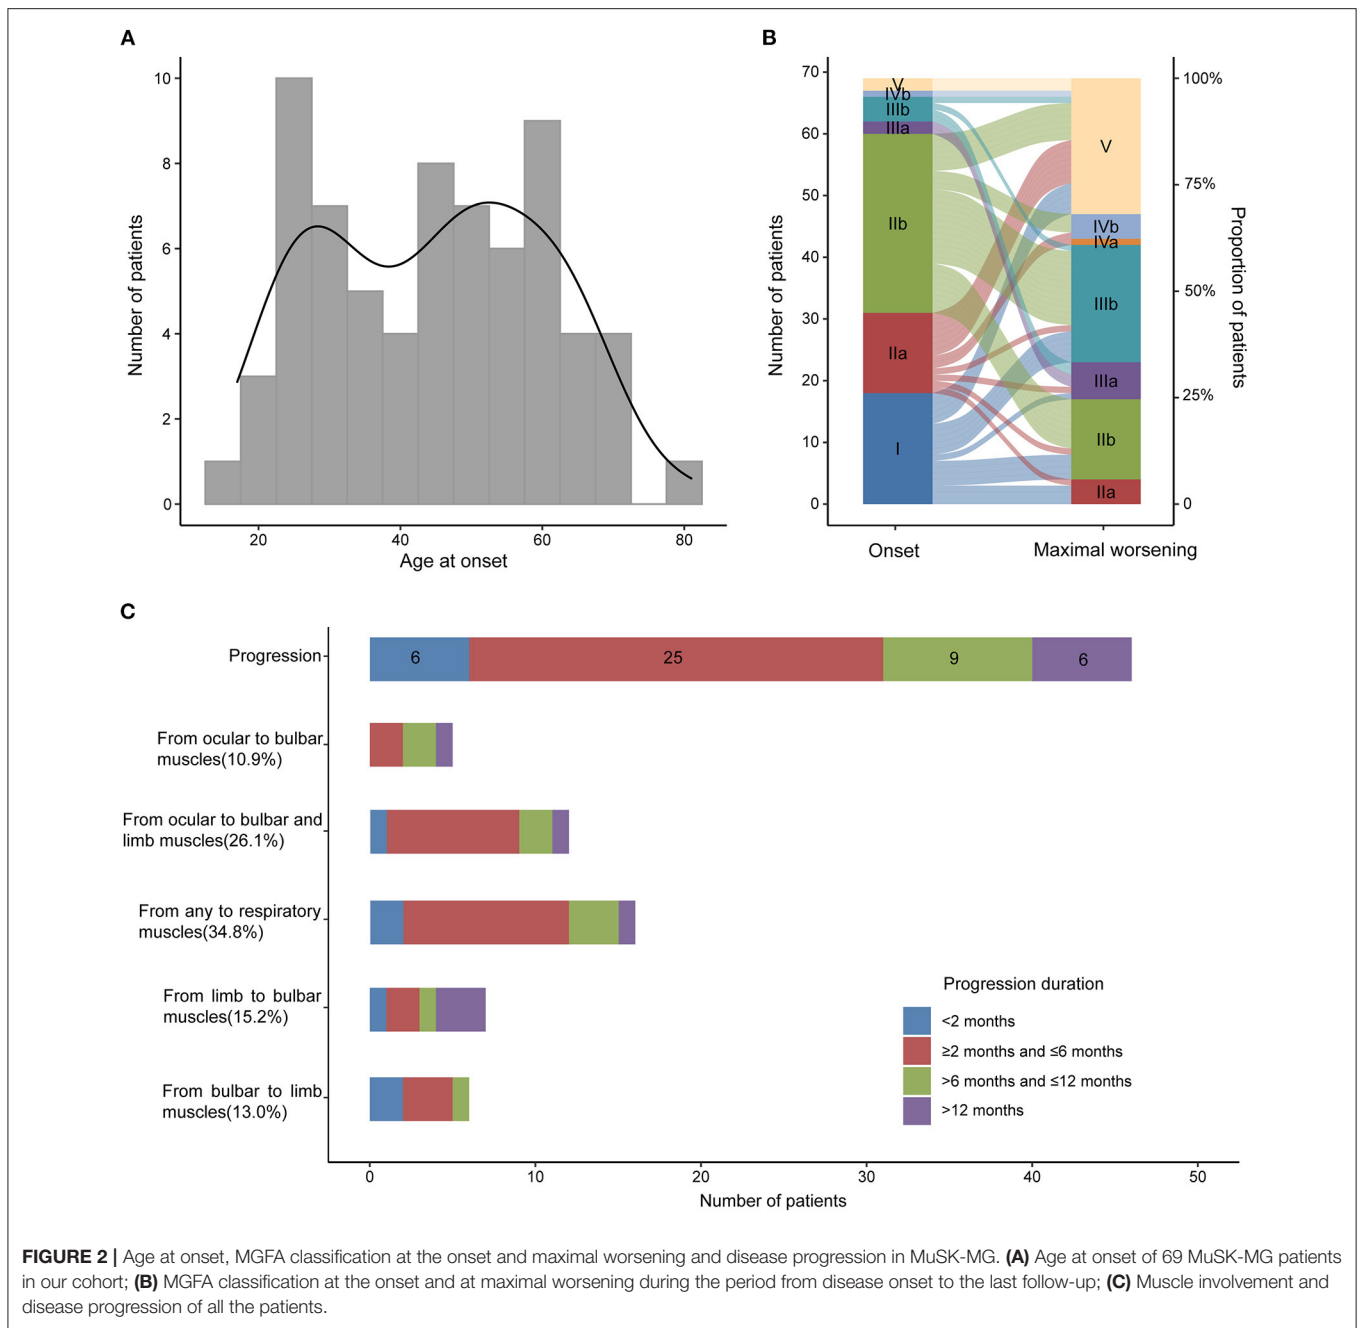 A
Number of patients
10
8
6
4
2
0
20
40
60
80
Age at onset
B
Number of patients
70
60
50
40
30
20
10
0
V
IVb
IIIb
IIIa
IIb
IIa
I
V
IVb
IVa
IIIb
IIIa
IIb
IIa
100%
75%
50%
25%
0
Proportion of patients
Onset
Maximal worsening
C
Progression
6
25
9
6
From ocular to bulbar
muscles(10.9%)
From ocular to bulbar and
limb muscles(26.1%)
From any to respiratory
muscles(34.8%)
From limb to bulbar
muscles(15.2%)
From bulbar to limb
muscles(13.0%)
Progression duration
<2 months
≥2 months and ≤6 months
>6 months and ≤12 months
>12 months
0
10
20
30
40
50
Number of patients
FIGURE 2 | Age at onset, MGFA classification at the onset and maximal worsening and disease progression in MuSK-MG. (A) Age at onset of 69 MuSK-MG patients
in our cohort; (B) MGFA classification at the onset and at maximal worsening during the period from disease onset to the last follow-up; (C) Muscle involvement and
disease progression of all the patients.